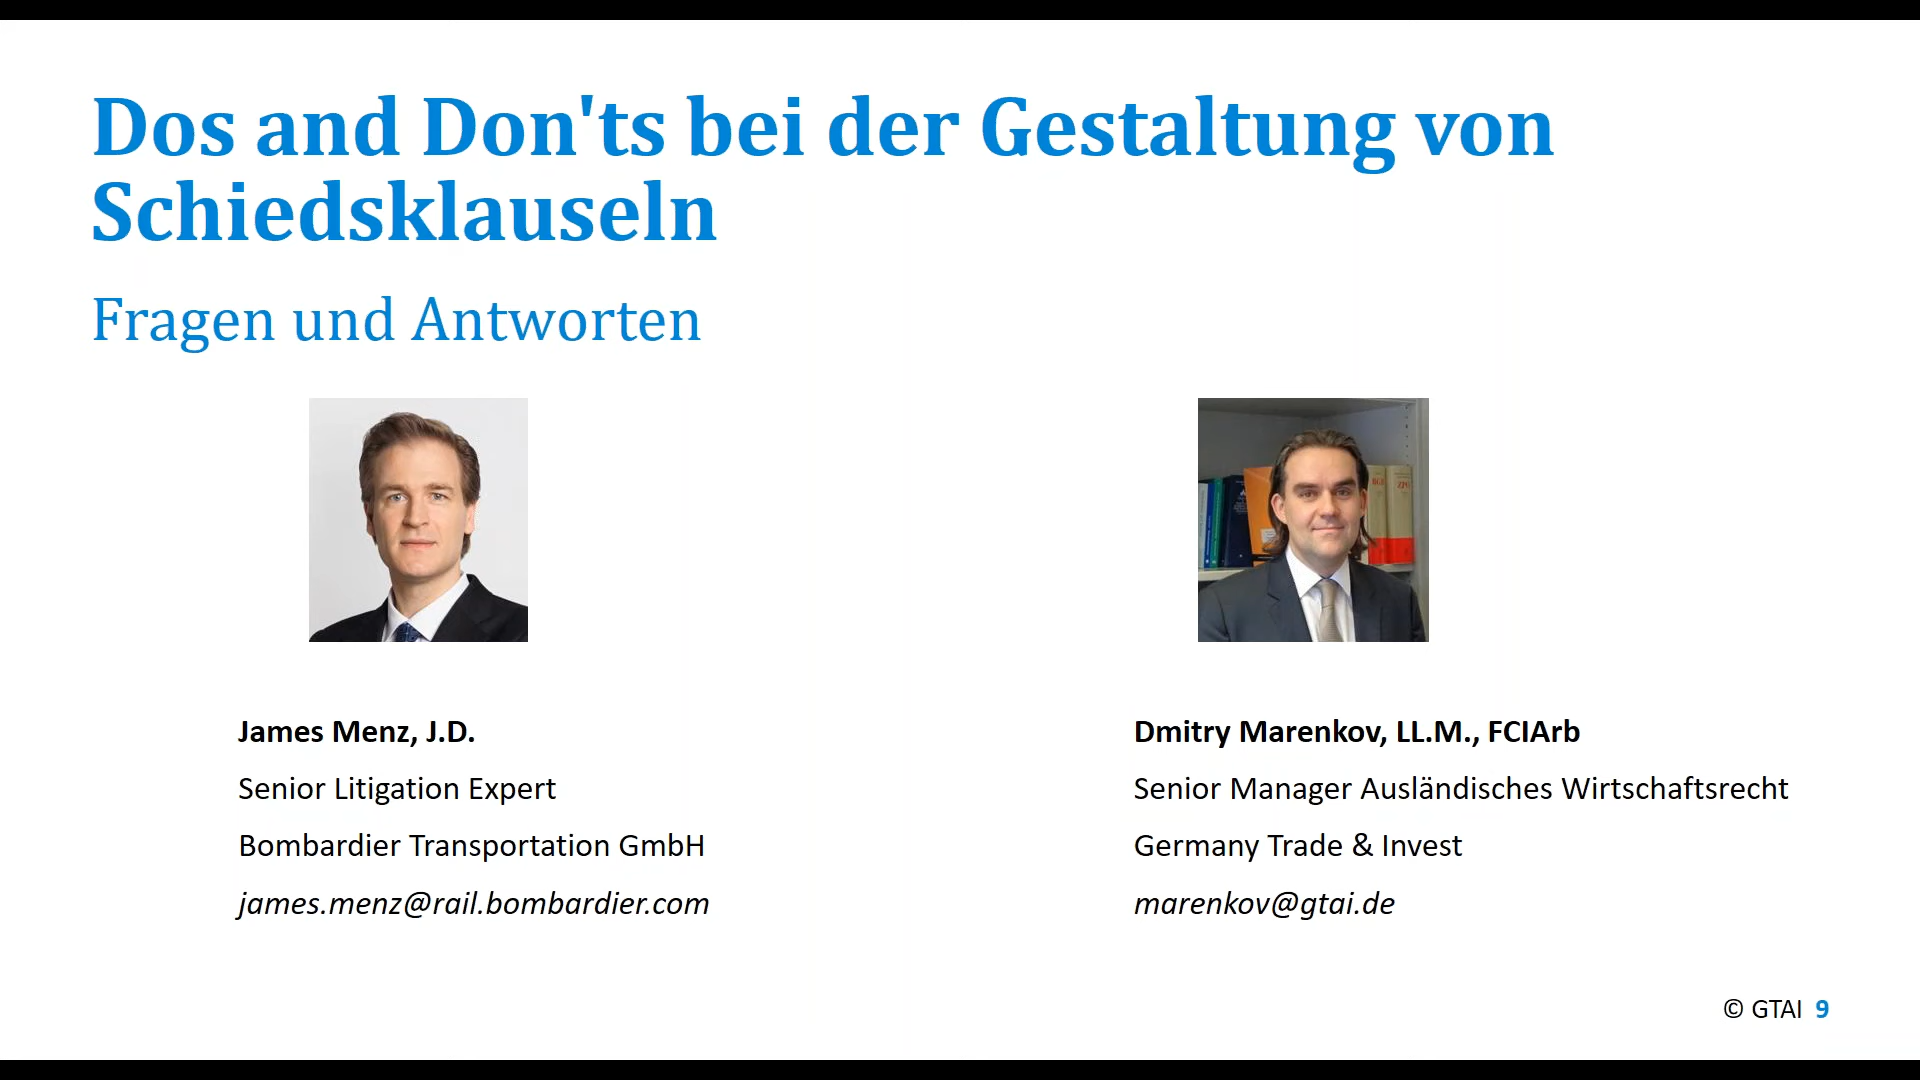 Dos and Don'ts bei der Gestaltung von
Schiedsklauseln
Fragen und Antworten
James Menz, J.D.
Senior Litigation Expert
Bombardier Transportation GmbH
james.menz@rail.bombardier.com
BGB
ZPO
Dmitry Marenkov, LL.M., FCIArb
Senior Manager Ausländisches Wirtschaftsrecht
Germany Trade & Invest
marenkov@gtai.de
© GTAI 9